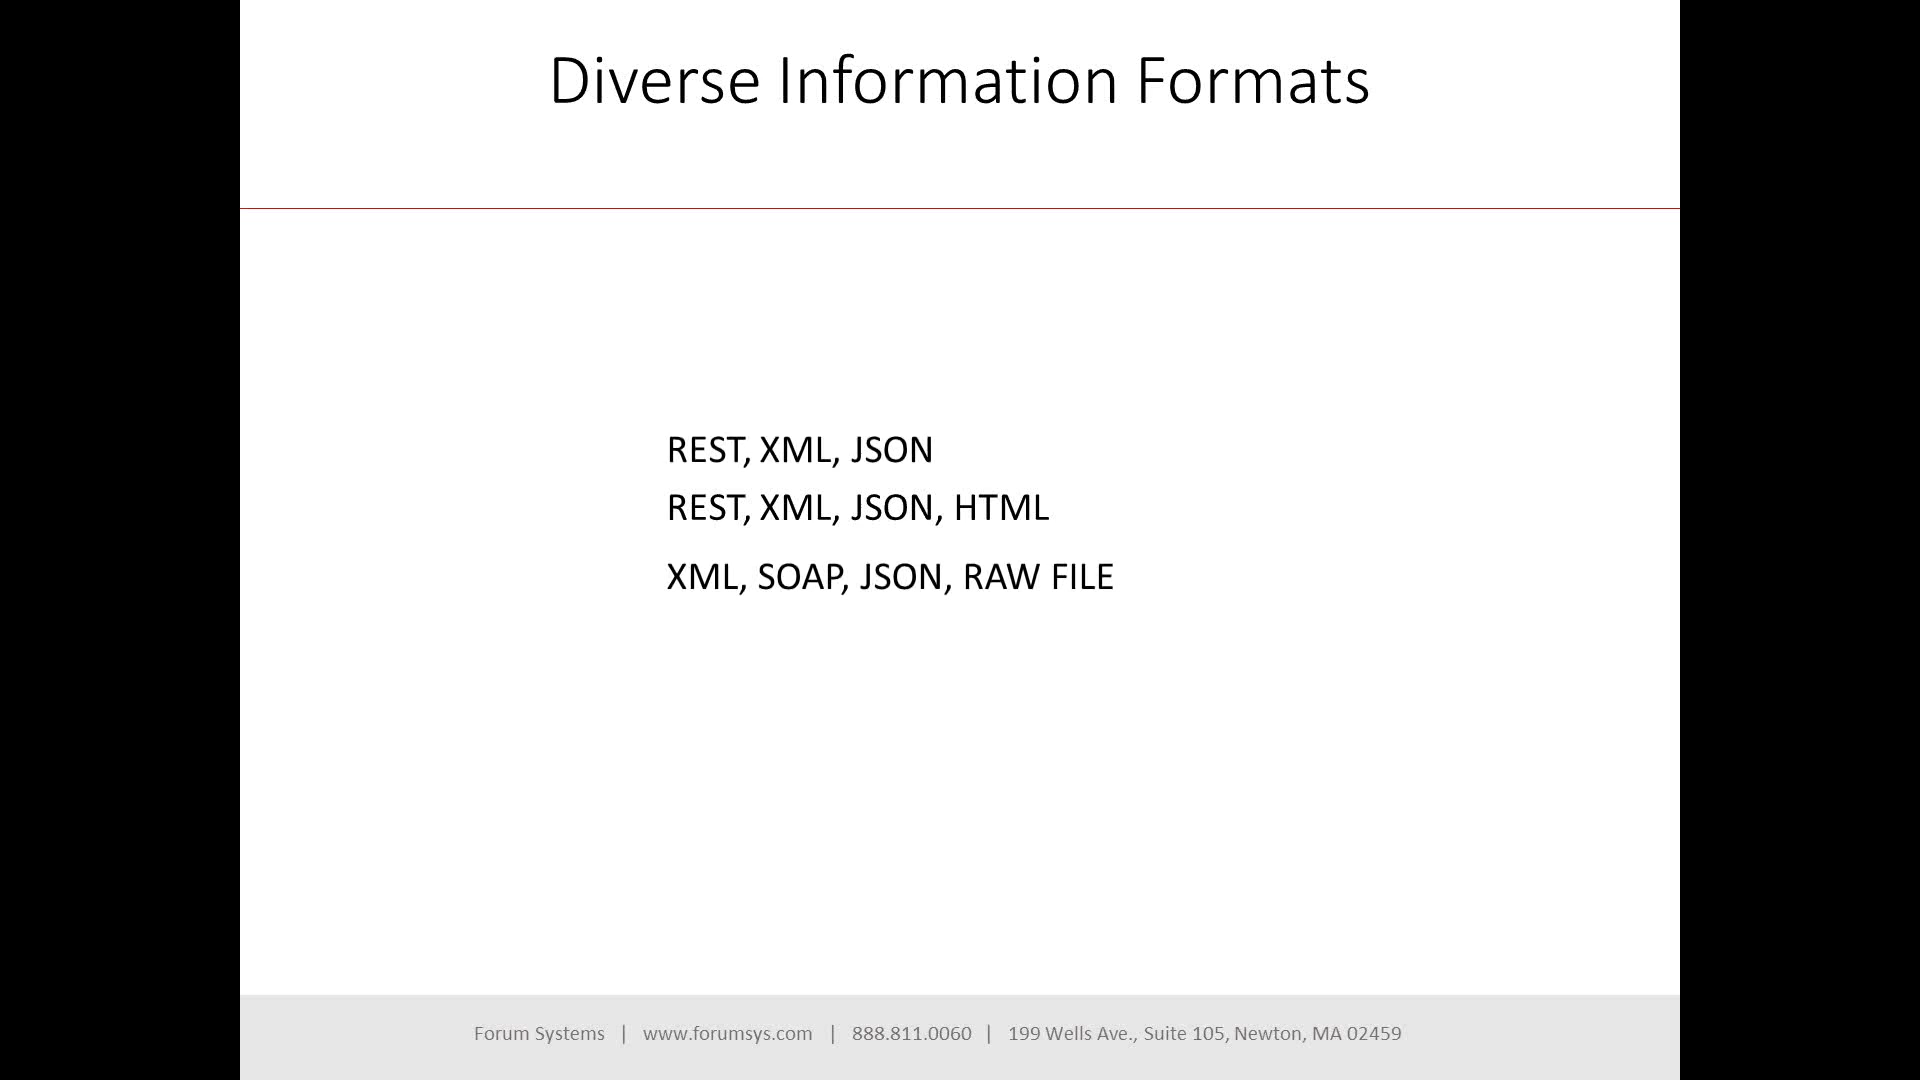 Diverse Information Formats
REST, XML, JSON
REST, XML, JSON, HTML
XML, SOAP, JSON, RAW FILE
Forum Systems | www.forumsys.com | 888.811.0060 | 199 Wells Ave., Suite 105, Newton, MA 02459